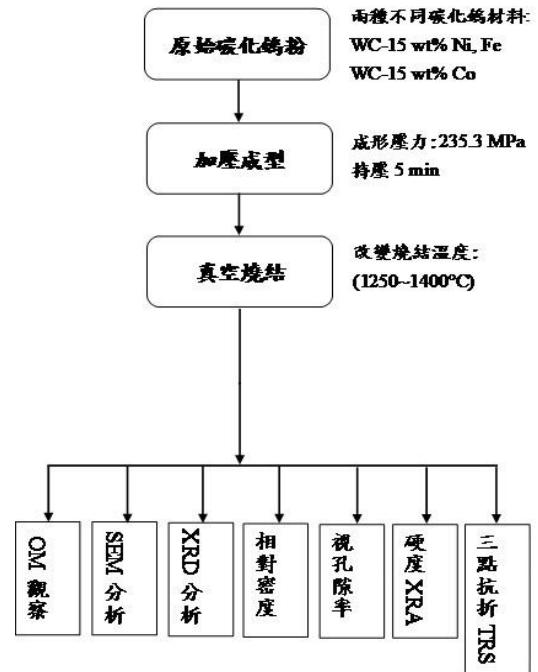 原始碳化鎢粉
兩種不同碳化鎢材料:
WC-15 wt% Ni, Fe
WC-15 wt% Co
加壓成型
成形壓力:235.3 MPa
持壓 5 min
真空燒結
改變燒結溫度:
(1250~1400°C)
OM 觀察
SEM 分析
XRD 分析
相對密度
視孔隙率
硬度 XRA
三點抗折 TRS